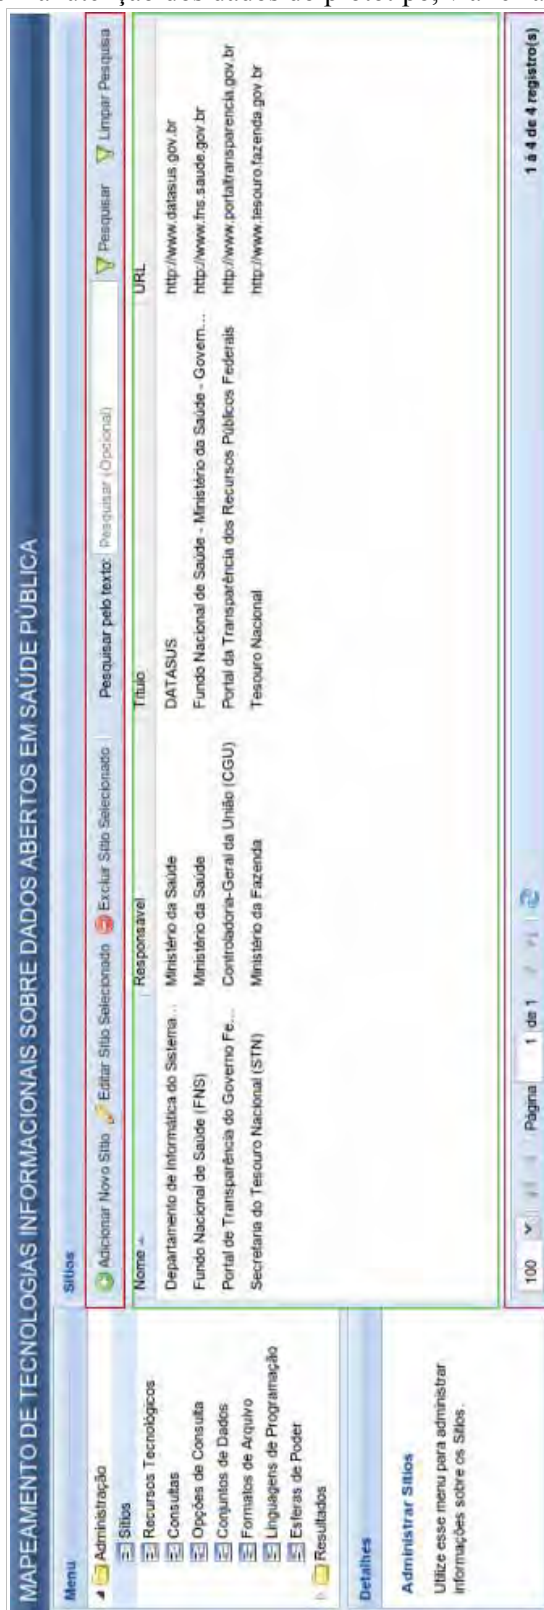 MAPEAMENTO DE TECNOLOGIAS INFORMACIONAIS SOBRE DADOS ABERTOS EM SAÚDE PÚBLICA
Menu
Administração
Sítios
Recursos Tecnológicos
Consultas
Opções de Consulta
Conjuntos de Dados
Formatos de Arquivo
Linguagens de Programação
Esferas de Poder
Resultados
Detalhes
Administrar Sítios
Utilize esse menu para administrar
informações sobre os Sítios.
Sítios
Adicionar Novo Sítio Editar Sítio Selecionado Excluir Sítio Selecionado Pesquisar pelo texto: Pesquisar (Opcional) Pesquisar Limpar Pesquisa
Nome Responsável Título URL
Departamento de Informática do Sistema... Ministério da Saúde DATASUS http://www.datasus.gov.br
Fundo Nacional de Saúde (FNS) Ministério da Saúde Fundo Nacional de Saúde - Ministério da Saúde - Govern... http://www.fns.saude.gov.br
Portal de Transparência do Governo Fe... Controladoria-Geral da União (CGU) Portal da Transparência dos Recursos Públicos Federais http://www.portaltransparencia.gov.br
Secretaria do Tesouro Nacional (STN) Ministério da Fazenda Tesouro Nacional http://www.tesouro.fazenda.gov.br
100 Página 1 de 1 1 à 4 de 4 registro(s)